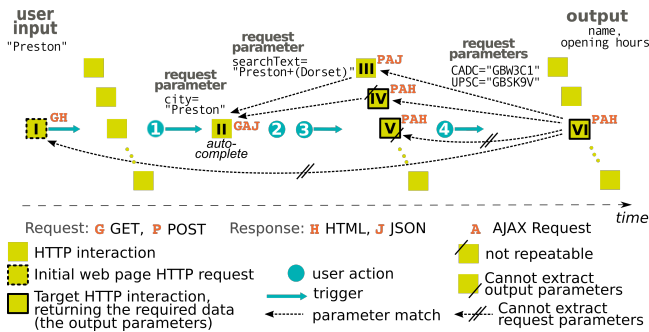 user
input
"Preston"
GH
I
request
parameter
city=
"Preston"
1
II
GAJ
auto-
complete
request
parameter
searchText=
"Preston+(Dorset)"
2
3
III
PAJ
IV
PAH
V
PAH
request
parameters
CADC="GBW3C1"
UPSC="GBSK9V"
4
output
name,
opening hours
VI
PAH
time
Request: G GET, P POST
Response: H HTML, J JSON
A AJAX Request
HTTP interaction
Initial web page HTTP request
Target HTTP interaction,
returning the required data
(the output parameters)
user action
trigger
parameter match
not repeatable
Cannot extract
output parameters
Cannot extract
request parameters